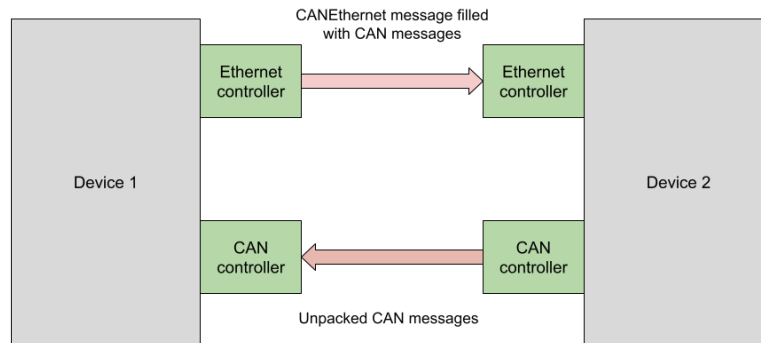 CANEthernet message filled
with CAN messages
Ethernet
controller
Ethernet
controller
Device 1
Device 2
CAN
controller
CAN
controller
Unpacked CAN messages